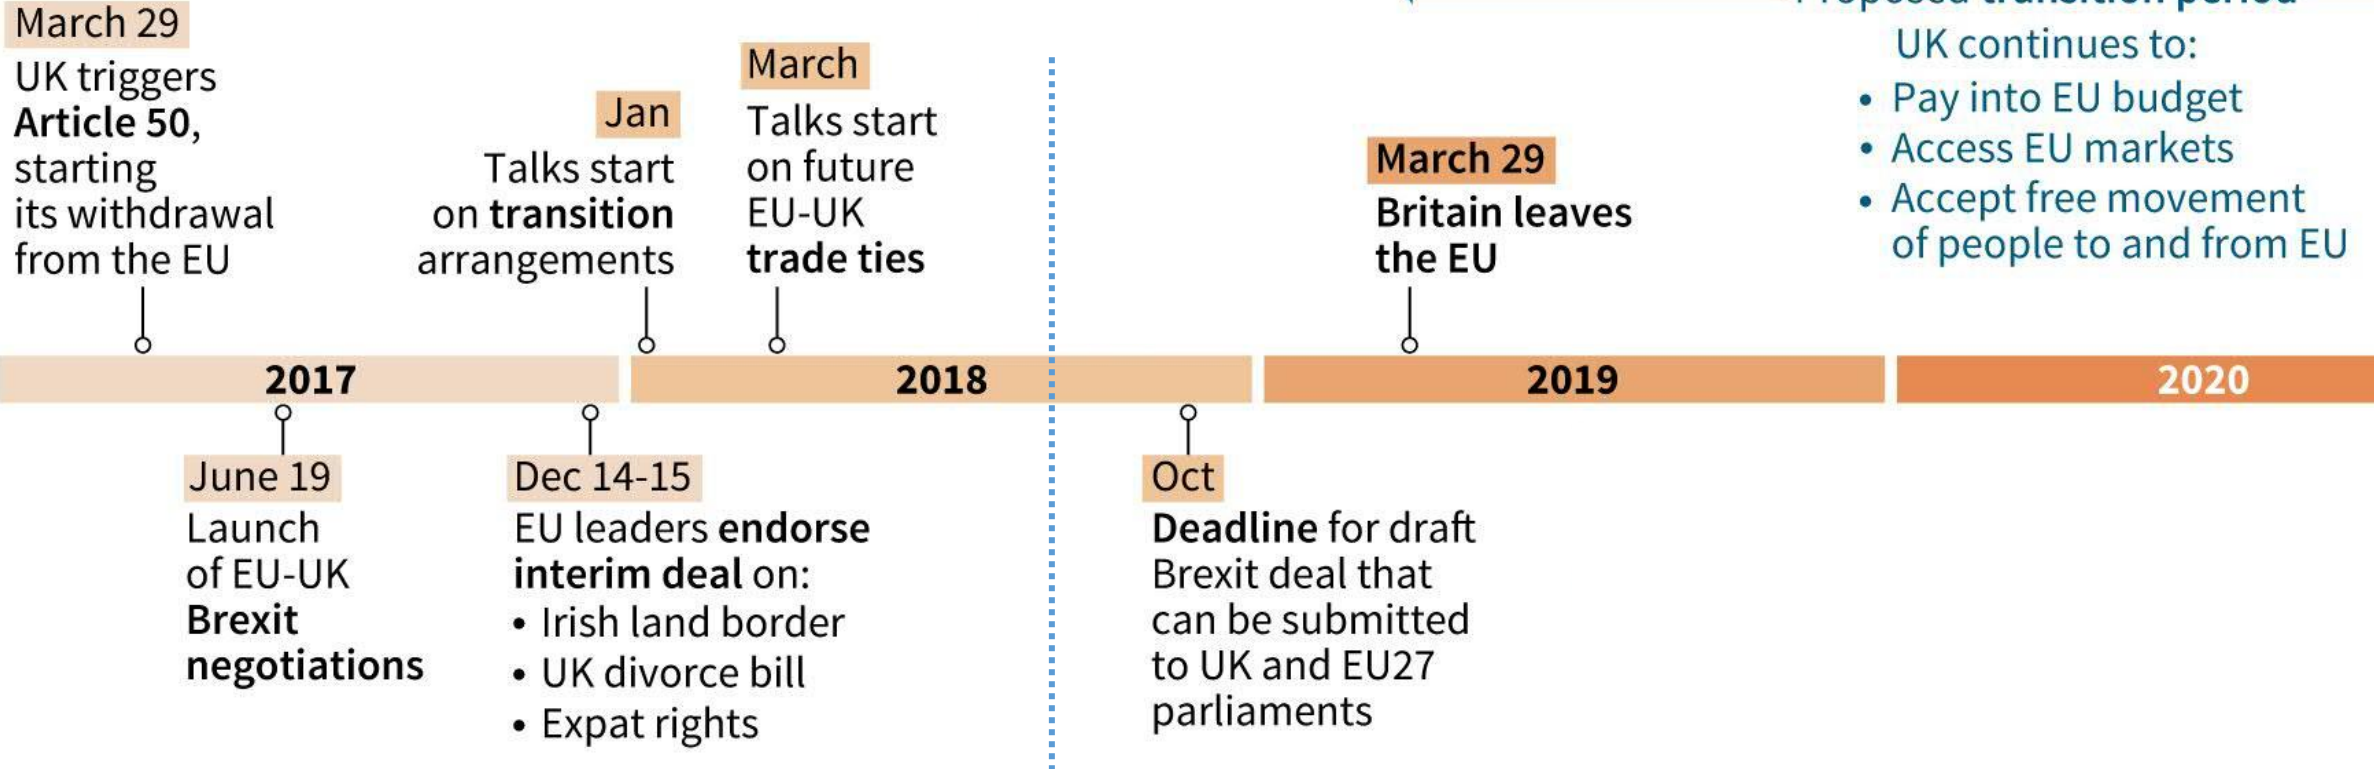 March 29
UK triggers
Article 50,
starting
its withdrawal
from the EU
Jan
Talks start
on transition
arrangements
March
Talks start
on future
EU-UK
trade ties
March 29
Britain leaves
the EU
Proposed transition period
UK continues to:
• Pay into EU budget
• Access EU markets
• Accept free movement
of people to and from EU
2017
2018
2019
2020
June 19
Launch
of EU-UK
Brexit
negotiations
Dec 14-15
EU leaders endorse
interim deal on:
• Irish land border
• UK divorce bill
• Expat rights
Oct
Deadline for draft
Brexit deal that
can be submitted
to UK and EU27
parliaments